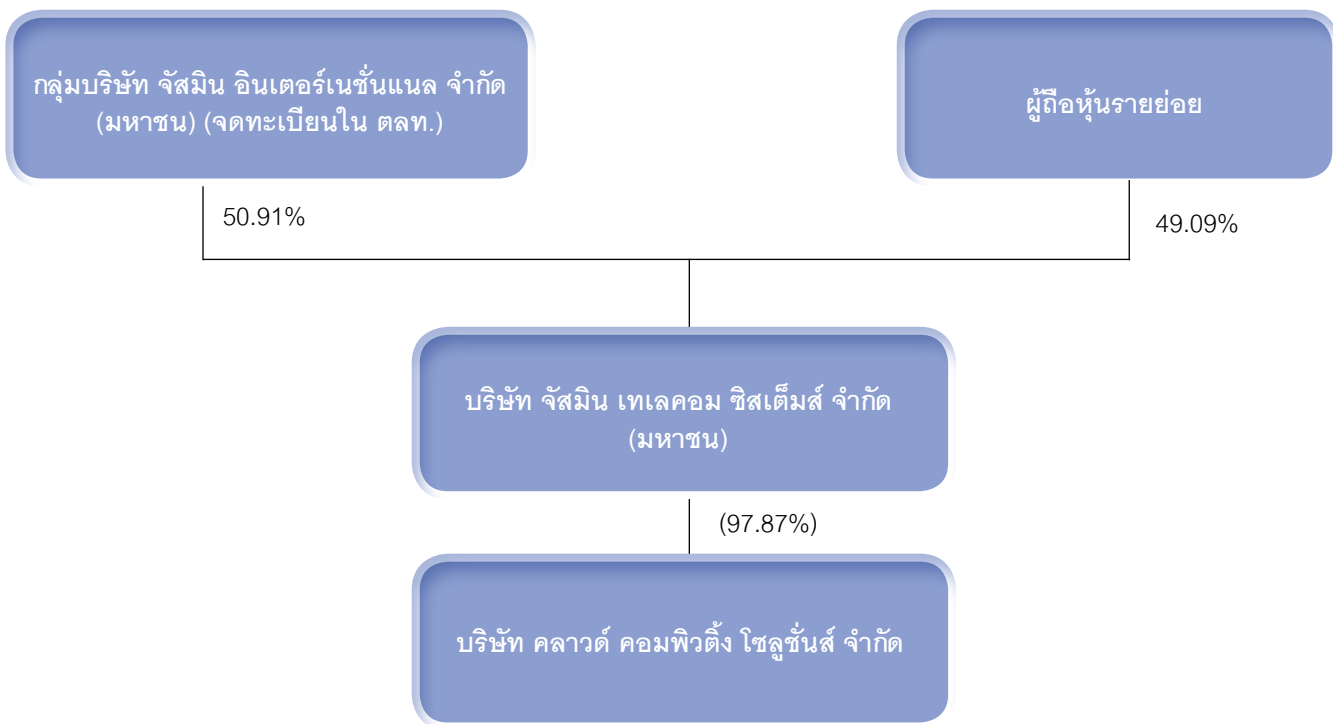 กลุ่มบริษัท จัสมิน อินเตอร์เนชั่นแนล จำกัด
(มหาชน) (จดทะเบียนใน ตลท.)
ผู้ถือหุ้นรายย่อย
50.91%
49.09%
บริษัท จัสมิน เทเลคอม ซิสเต็มส์ จำกัด
(มหาชน)
(97.87%)
บริษัท คลาวด์ คอมพิวติ้ง โซลูชั่นส์ จำกัด